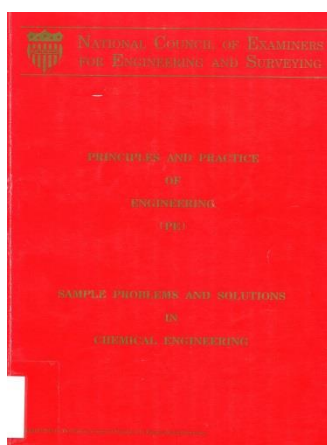 NATIONAL COUNCIL OF EXAMINERS
FOR ENGINEERING AND SURVEYING
PRINCIPLES AND PRACTICE
OF
ENGINEERING
(PE)
SAMPLE PROBLEMS AND SOLUTIONS
IN
CHEMICAL ENGINEERING